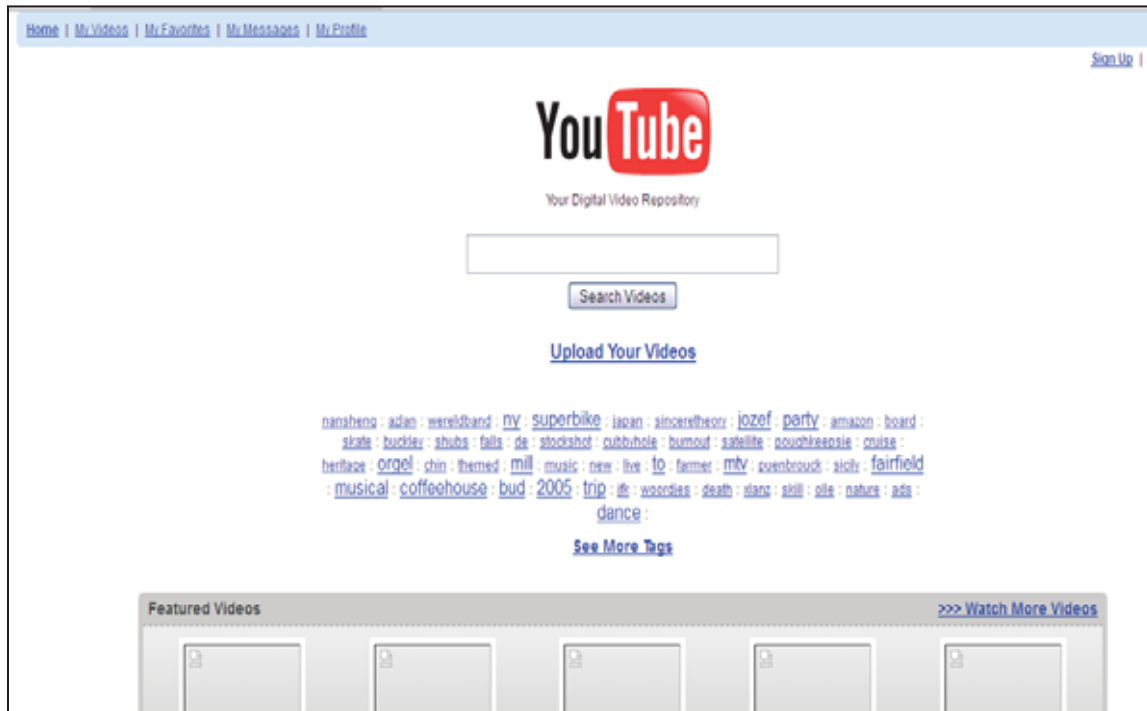 Home | My Videos | My Favorites | My Messages | My Profile
Sign Up |
YouTube
Your Digital Video Repository
Search Videos
Upload Your Videos
nansheng : azlan : wereldband : ny : superbike : japan : sinceretheory : jozef : party : amazon : board :
skate : buckley : shubs : falls : de : stockshot : cubbyhole : burnout : satellite : poughkeepsie : cruise :
heritage : orgel : chin : themed : mill : music : new : live : to : farmer : mtv : puenbrouck : sicily : fairfield
: musical : coffeehouse : bud : 2005 : trip : : woordies : death : : skill : olle : nature : ads :
dance :
See More Tags
Featured Videos >>> Watch More Videos